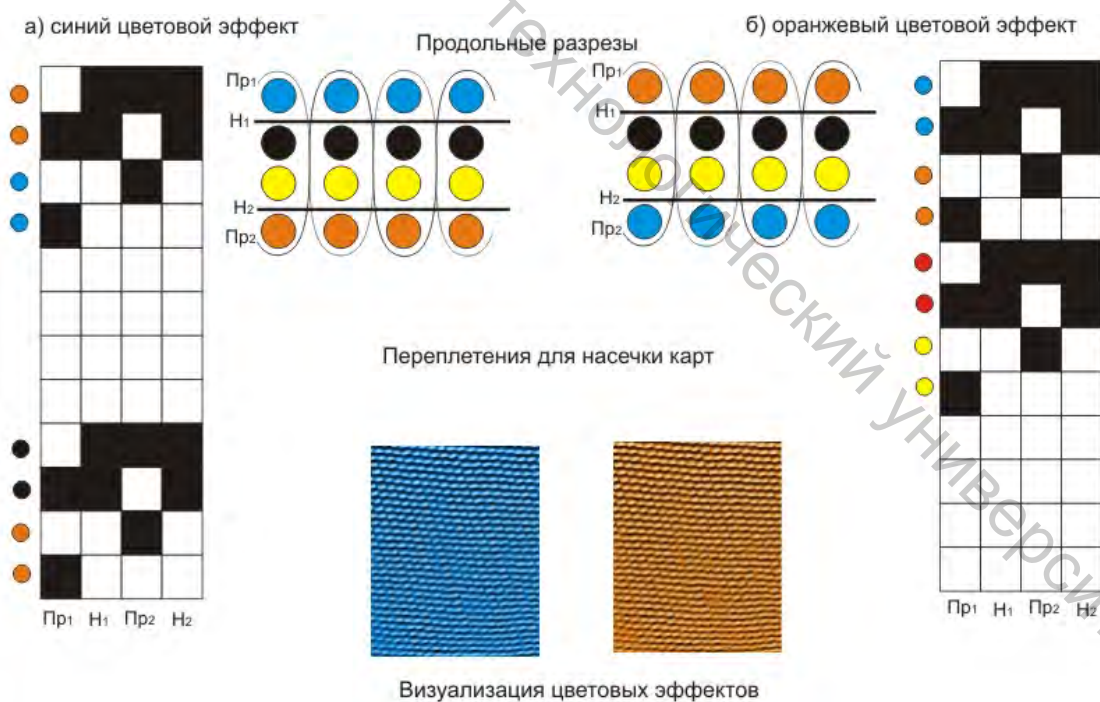 а) синий цветовой эффект
Продольные разрезы
б) оранжевый цветовой эффект
Пр1
Н1
Н2
Пр2
Пр1
Н1
Н2
Пр2
Переплетения для насечки карт
Пр1 Н1 Пр2 Н2
Пр1 Н1 Пр2 Н2
Визуализация цветовых эффектов
технологический универси